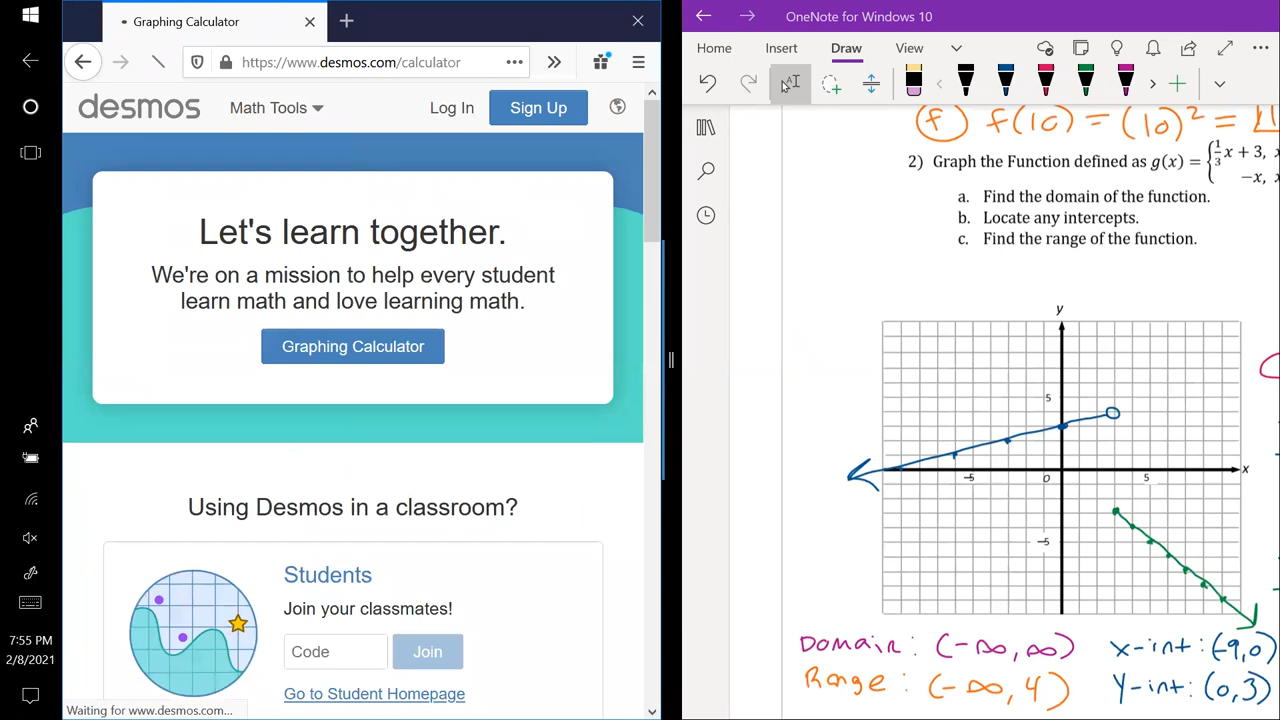 Graphing Calculator
https://www.desmos.com/calculator
desmos
Math Tools
Log In
Sign Up
Let's learn together.
We're on a mission to help every student
learn math and love learning math.
Graphing Calculator
Using Desmos in a classroom?
Students
Join your classmates!
Code
Join
Go to Student Homepage
Waiting for www.desmos.com...
7:55 PM
2/8/2021
OneNote for Windows 10
Home
Insert
Draw
View
f f(10) = (10)² =
2) Graph the Function defined as g(x) = { 1/3 x + 3, x
-x, x
a. Find the domain of the function.
b. Locate any intercepts.
c. Find the range of the function.
y
5
-5
0
5
x
-5
Domain: (-∞,∞)
x-int: (-9,0)
Range: (-∞,4)
y-int: (0,3)